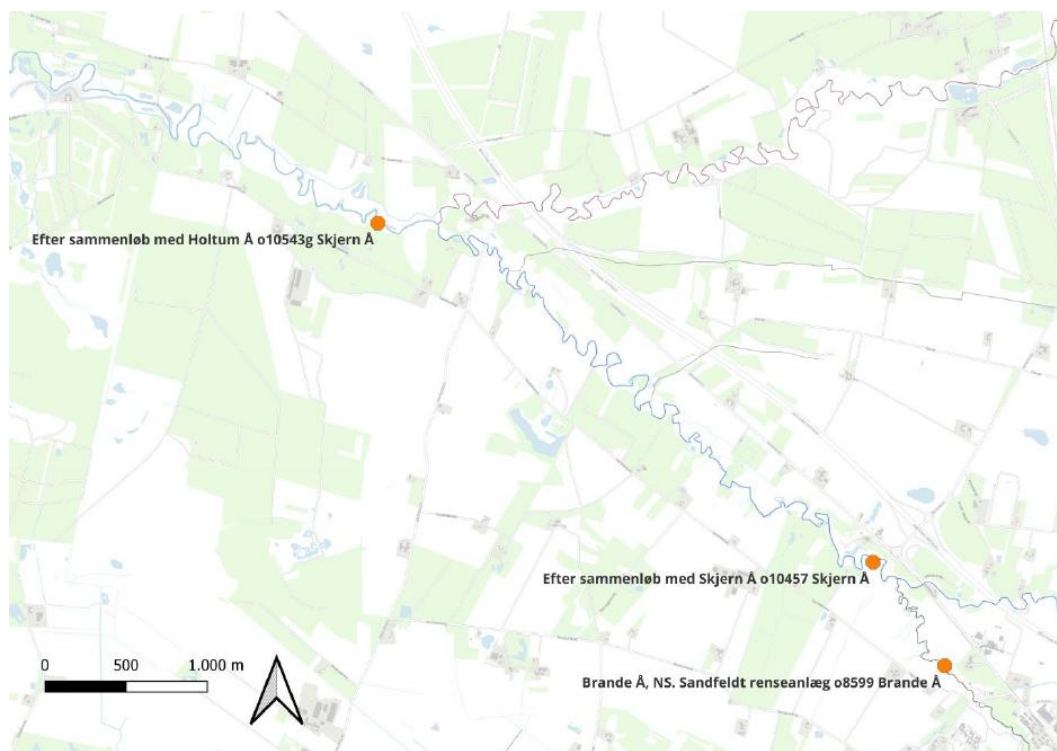 Efter sammenløb med Holtum Å o10543g Skjern Å
Efter sammenløb med Skjern Å o10457 Skjern Å
Brande Å, NS. Sandfeldt renseanlæg o8599 Brande Å
0 500 1.000 m